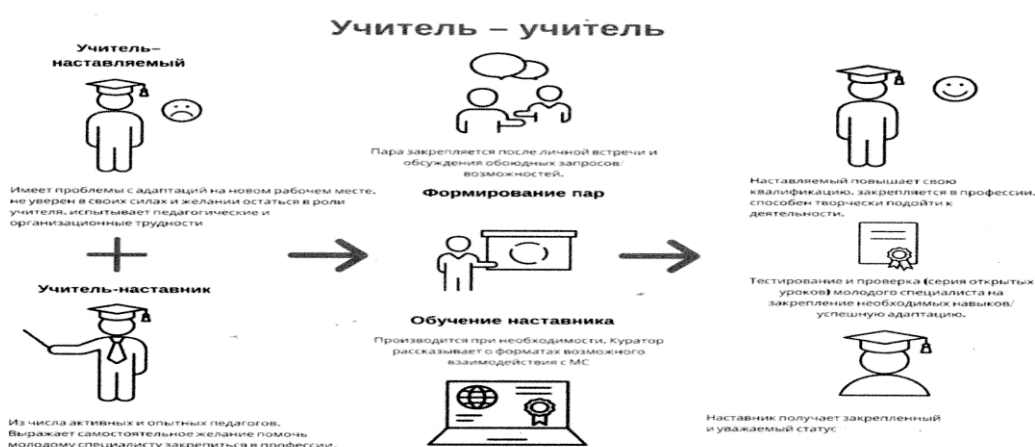 Учитель – учитель
Учитель–
наставляемый
Имеет проблемы с адаптаций на новом рабочем месте,
не уверен в своих силах и желании остаться в роли
учителя, испытывает педагогические и
организационные трудности
Учитель-наставник
Из числа активных и опытных педагогов.
Выражает самостоятельное желание помочь
молодому специалисту закрепиться в профессии.
Пара закрепляется после личной встречи и
обсуждения обоюдных запросов/
возможностей.
Формирование пар
Обучение наставника
Производится при необходимости. Куратор
рассказывает о форматах возможного
взаимодействия с МС
Наставляемый повышает свою
квалификацию, закрепляется в профессии,
способен творчески подойти к
деятельности.
Тестирование и проверка (серия открытых
уроков) молодого специалиста на
закрепление необходимых навыков/
успешную адаптацию.
Наставник получает закрепленный
и уважаемый статус